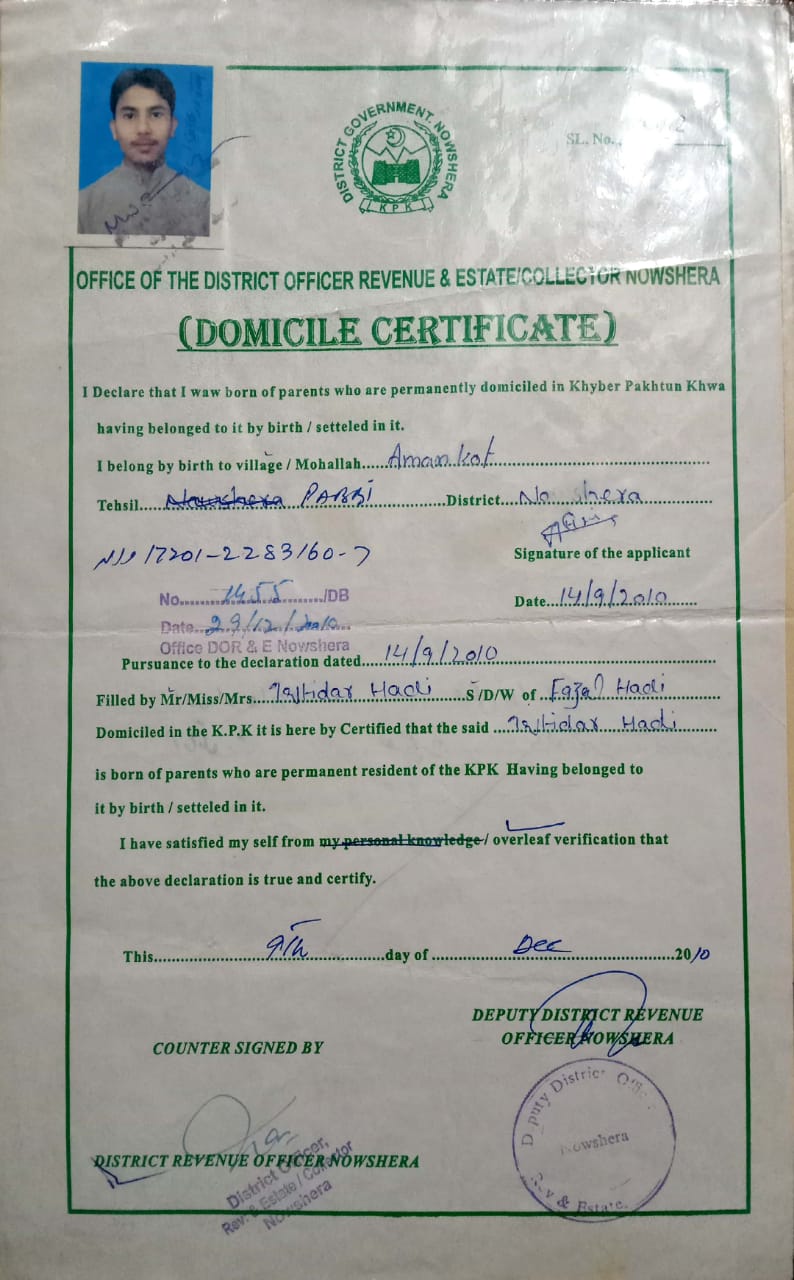 DISTRICT GOVERNMENT. NOWSHERA
KPK
SL. No.
OFFICE OF THE DISTRICT OFFICER REVENUE & ESTATE/COLLECTOR NOWSHERA
(DOMICILE CERTIFICATE)
I Declare that I waw born of parents who are permanently domiciled in Khyber Pakhtun Khwa
having belonged to it by birth / setteled in it.
I belong by birth to village / Mohallah......Aman kot..........
Tehsil.....Nowshera PABBI..........District....No shera..........
17201-2283160-7
Signature of the applicant
No.....1455........./DB
Date...14/9/2010......
Date...29/12/2010...
Office DOR & E Nowshera
Pursuance to the declaration dated....14/9/2010..........
Filled by Mr/Miss/Mrs....Hadi.......S/D/W of ..Fazal Hadi..........
Domiciled in the K.P.K it is here by Certified that the said ....Hadi..........
is born of parents who are permanent resident of the KPK Having belonged to
it by birth / setteled in it.
I have satisfied my self from my personal knowledge / overleaf verification that
the above declaration is true and certify.
This..........9th..........day of ..........Dec..........2010
DEPUTY DISTRICT REVENUE
OFFICER NOWSHERA
COUNTER SIGNED BY
DISTRICT REVENUE OFFICER NOWSHERA
District Officer,
Rev. & Estate / Collector
Nowshera
Deputy District Offi
Nowshera
Rev & Estate.